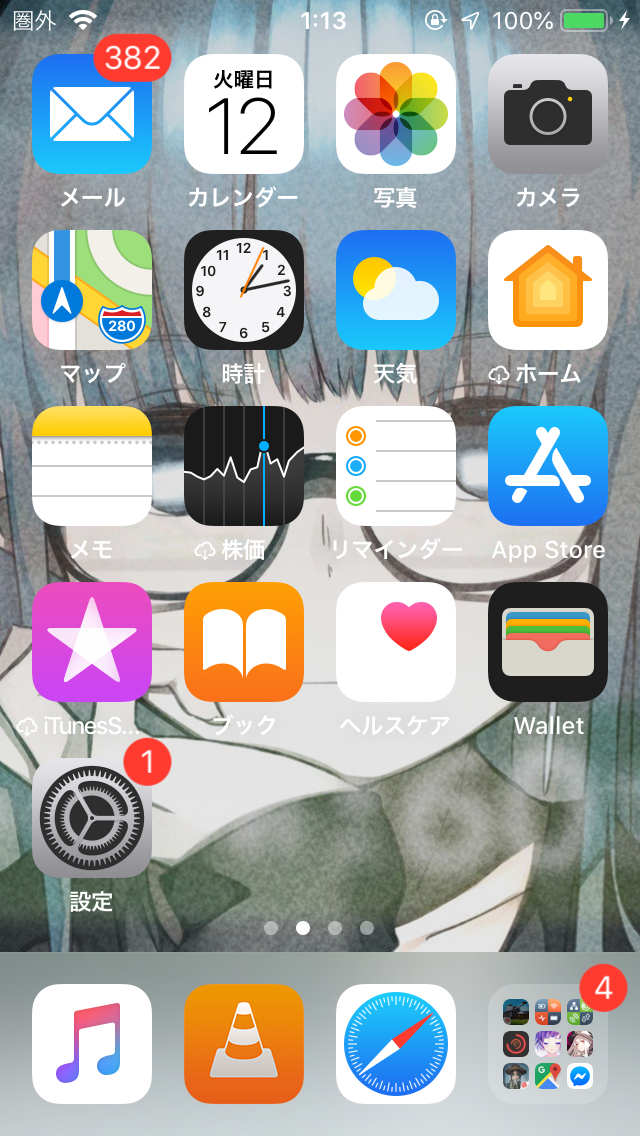 圏外 1:13 100%
382
火曜日
12
メール カレンダー 写真 カメラ
280
12 1 2 3 4 5 6 7 8 9 10 11
マップ 時計 天気 ホーム
メモ 株価 リマインダー App Store
iTunesS... ブック ヘルスケア Wallet
1
設定
4